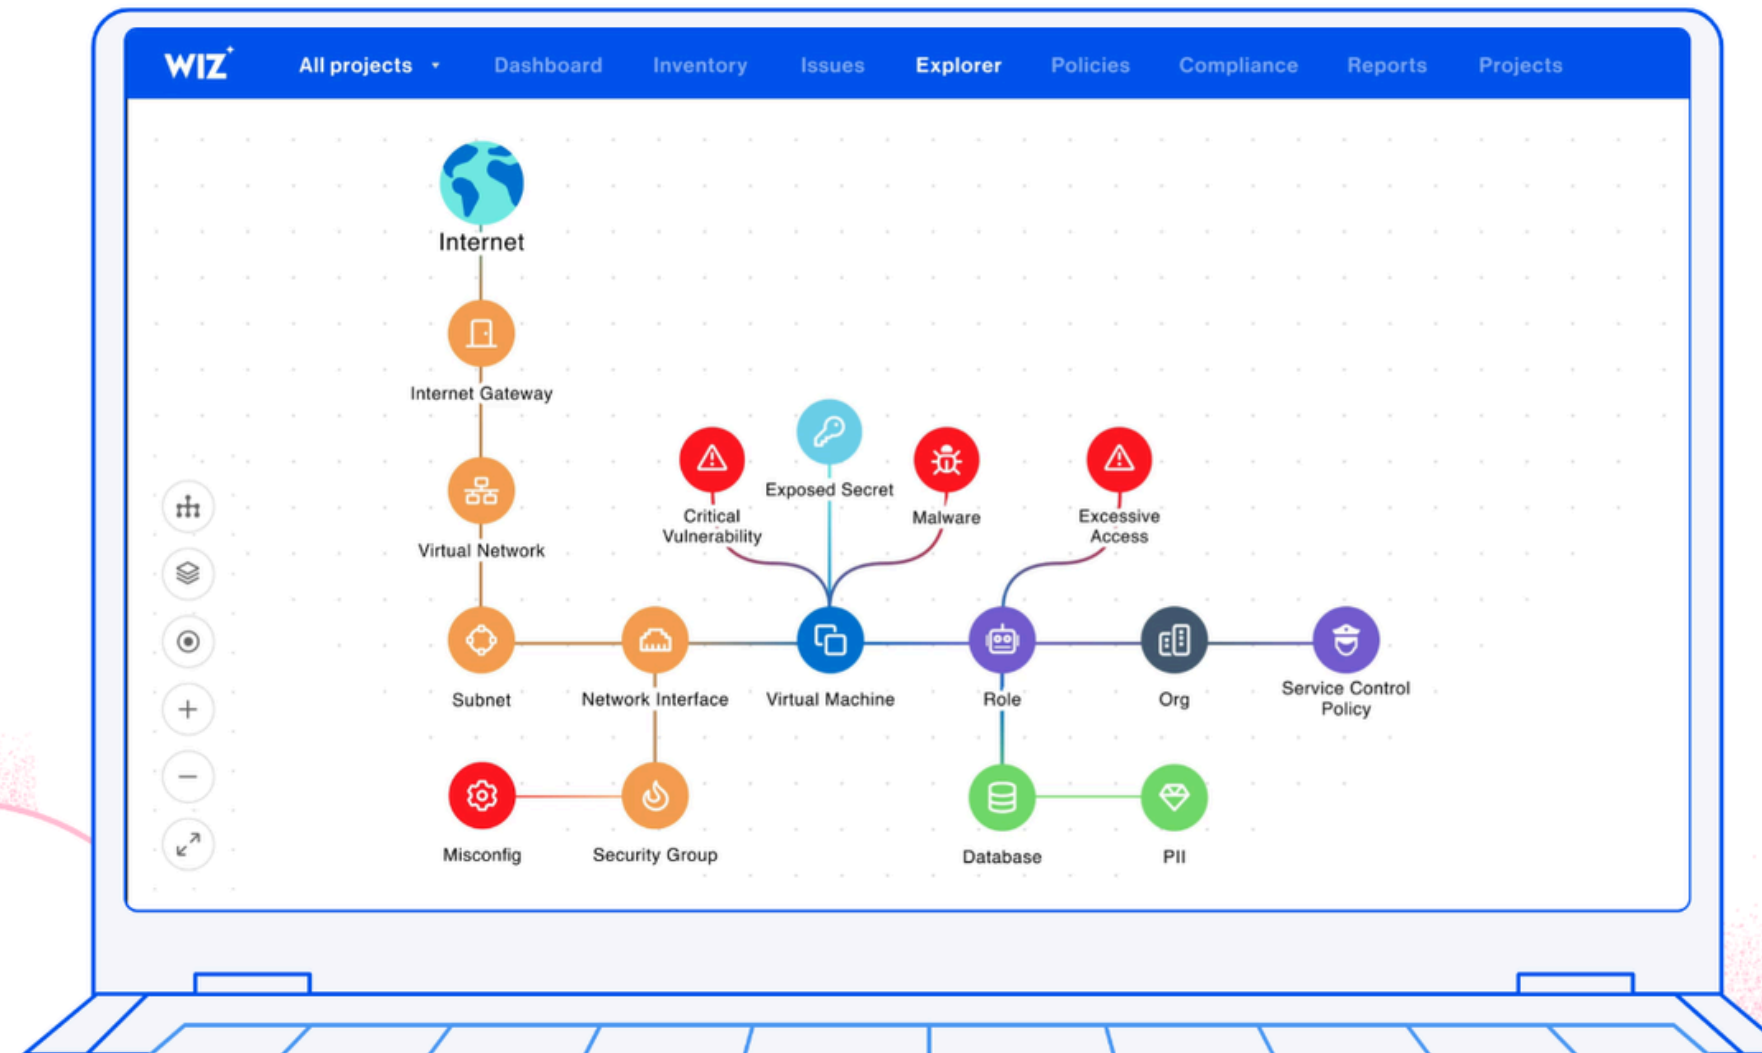 WIZ
All projects Dashboard Inventory Issues Explorer Policies Compliance Reports Projects
Internet
Internet Gateway
Virtual Network
Exposed Secret
Critical
Vulnerability
Malware
Excessive
Access
Subnet
Network Interface
Virtual Machine
Role
Org
Service Control
Policy
Misconfig
Security Group
Database
PII